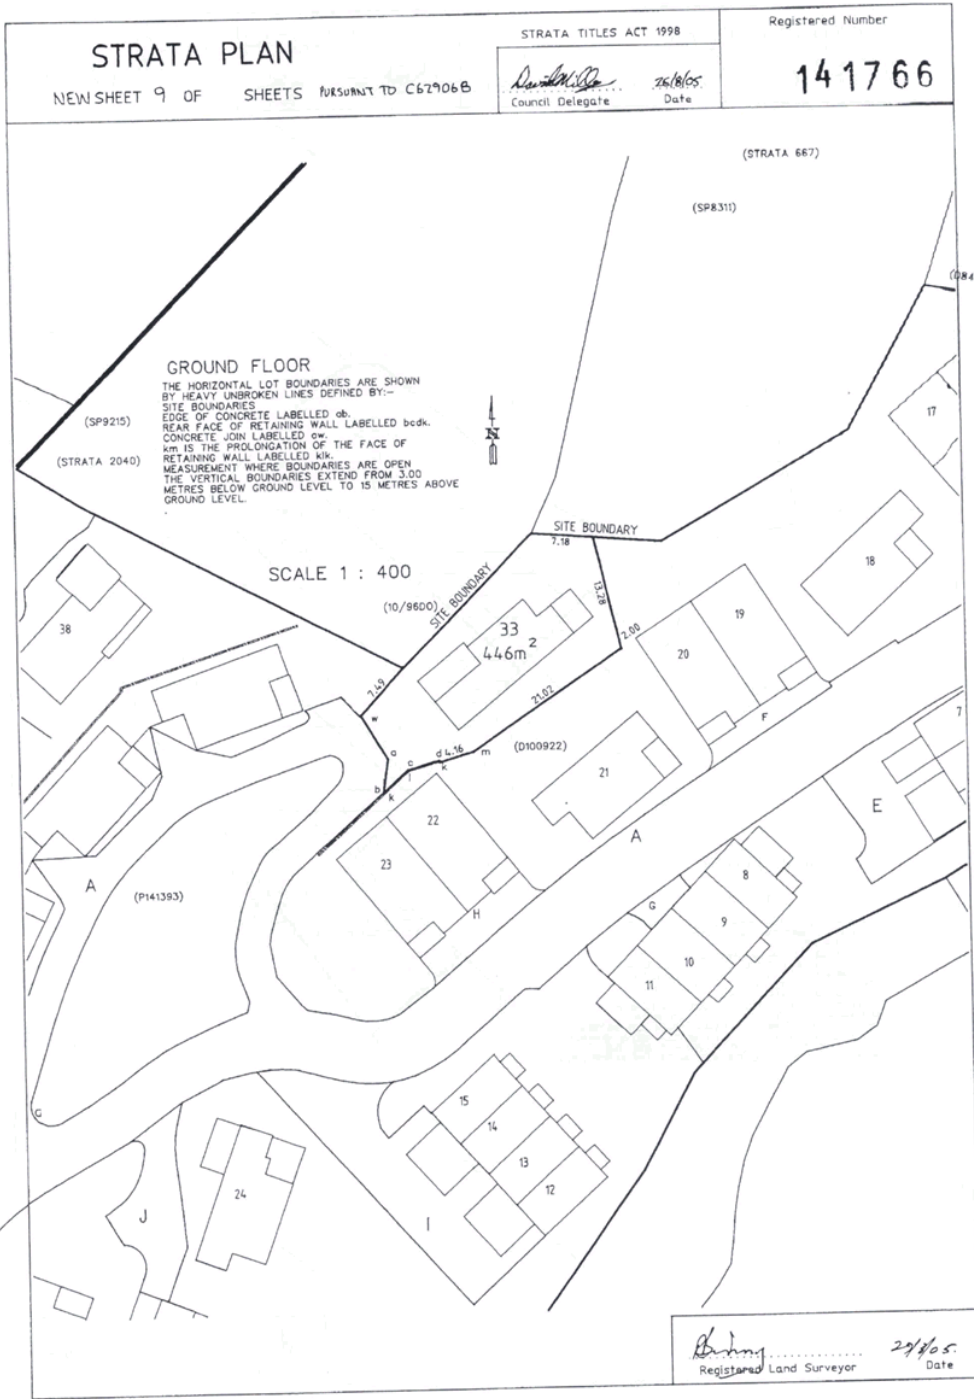 STRATA PLAN
NEW SHEET 9 OF SHEETS PURSUANT TO C629068
STRATA TITLES ACT 1998
26/8/05
Council Delegate Date
Registered Number
141766
(STRATA 667)
(SP8311)
GROUND FLOOR
THE HORIZONTAL LOT BOUNDARIES ARE SHOWN
BY HEAVY UNBROKEN LINES DEFINED BY:-
SITE BOUNDARIES
EDGE OF CONCRETE LABELLED ab.
REAR FACE OF RETAINING WALL LABELLED bcdk.
CONCRETE JOIN LABELLED aw.
km IS THE PROLONGATION OF THE FACE OF
RETAINING WALL LABELLED klk.
MEASUREMENT WHERE BOUNDARIES ARE OPEN
THE VERTICAL BOUNDARIES EXTEND FROM 3.00
METRES BELOW GROUND LEVEL TO 15 METRES ABOVE
GROUND LEVEL.
(SP9215)
(STRATA 2040)
N
17
SITE BOUNDARY
7.18
18
SCALE 1 : 400
(10/9600)
SITE BOUNDARY
13.28
38
33
446m²
2.00
19
20
7.49
21.02
w
F
7
a
d 4.16
m
(D100922)
c
k
l
21
b
k
22
A
E
23
A
(P141393)
8
G
H
9
10
11
G
15
14
13
12
24
J
I
29/8/05.
Registered Land Surveyor Date